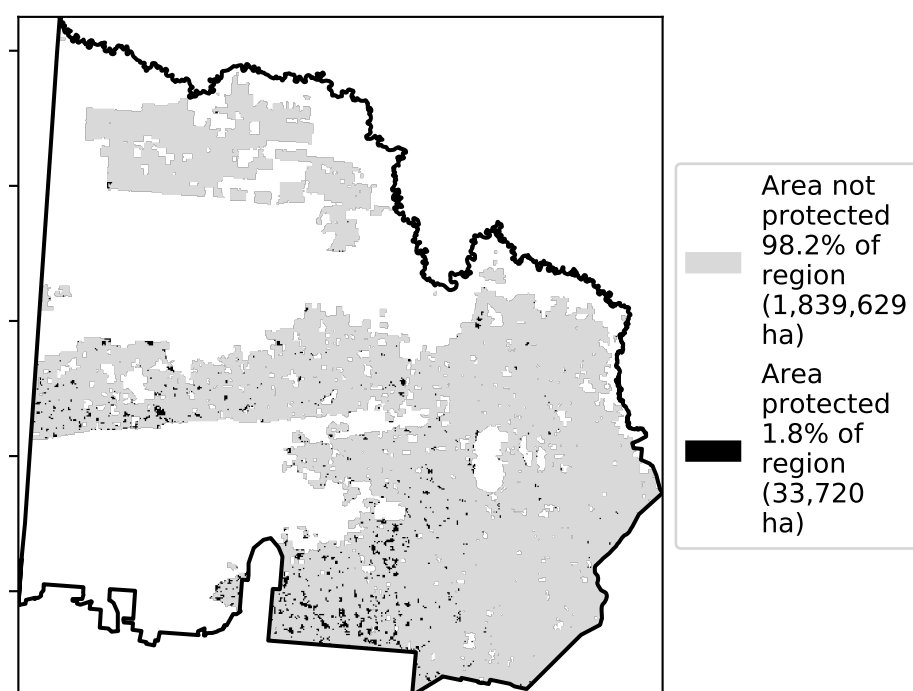 Area not
protected
98.2% of
region
(1,839,629
ha)
Area
protected
1.8% of
region
(33,720
ha)